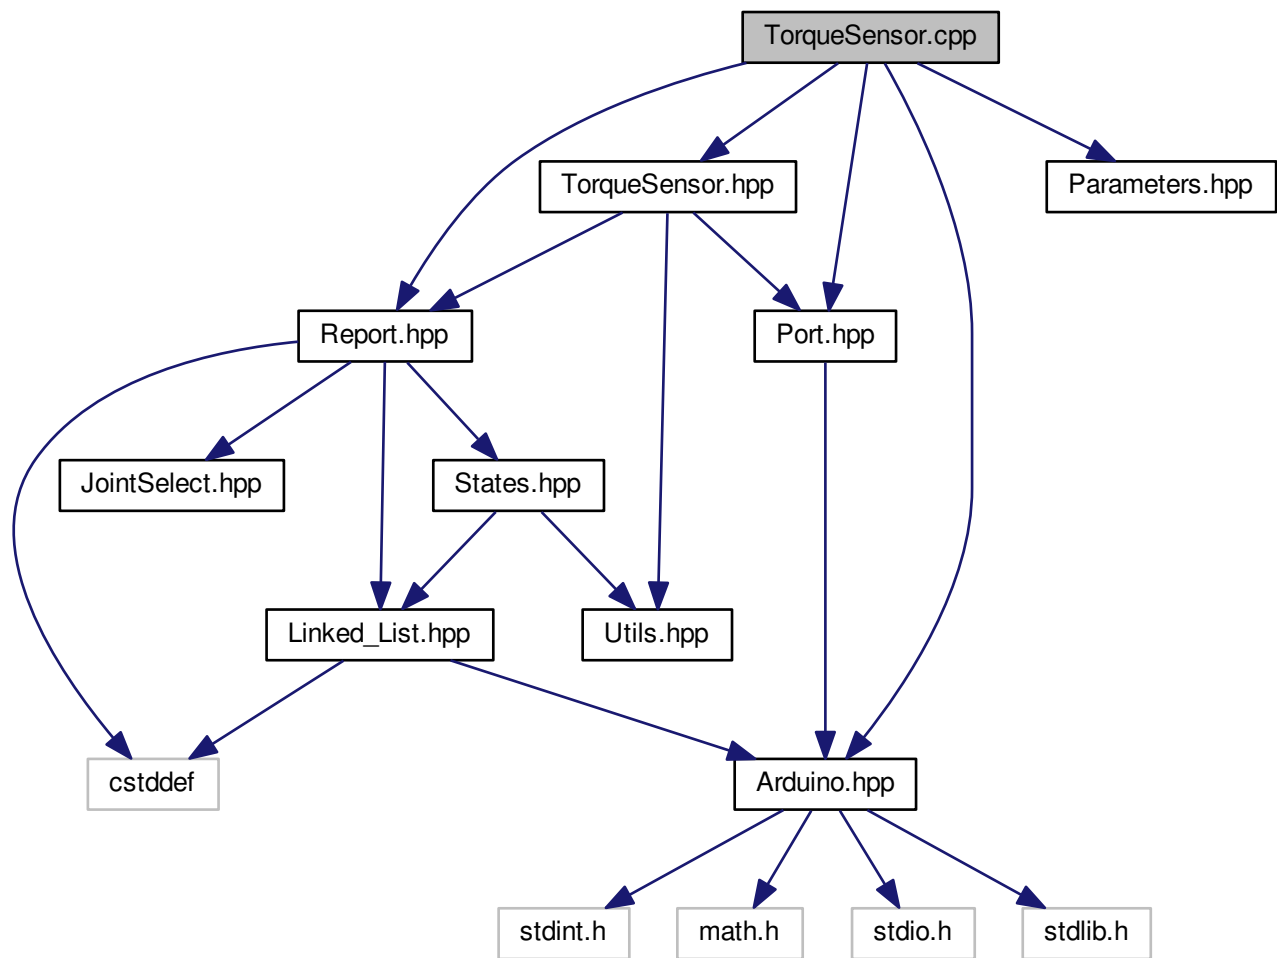 TorqueSensor.cpp
TorqueSensor.hpp
Parameters.hpp
Report.hpp
Port.hpp
JointSelect.hpp
States.hpp
Linked_List.hpp
Utils.hpp
cstddef
Arduino.hpp
stdint.h
math.h
stdio.h
stdlib.h